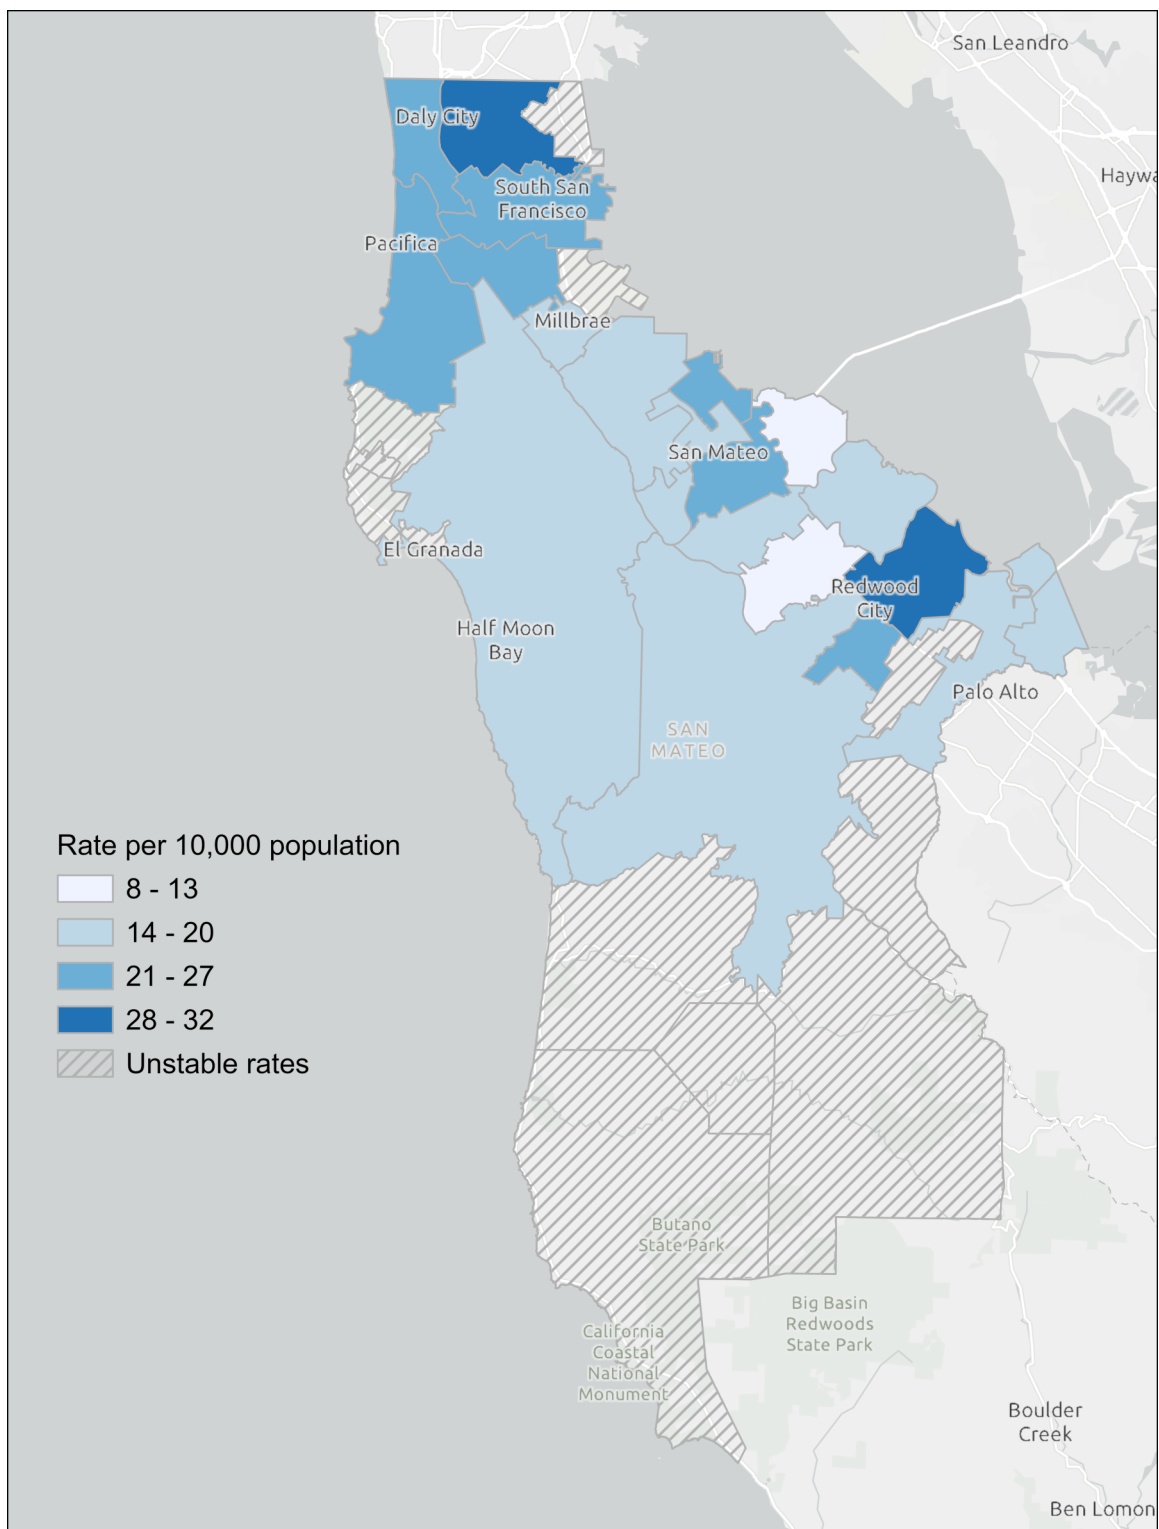 San Leandro
Daly City
Haywa
South San
Francisco
Pacifica
Millbrae
San Mateo
El Granada
Redwood
City
Half Moon
Bay
Palo Alto
SAN
MATEO
Rate per 10,000 population
8 - 13
14 - 20
21 - 27
28 - 32
Unstable rates
Butano
State Park
Big Basin
Redwoods
State Park
California
Coastal
National
Monument
Boulder
Creek
Ben Lomon